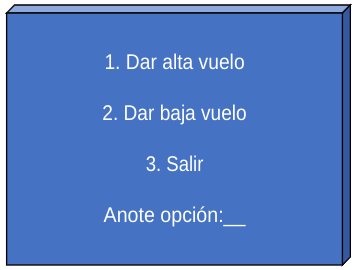 1. Dar alta vuelo
2. Dar baja vuelo
3. Salir
Anote opción:__